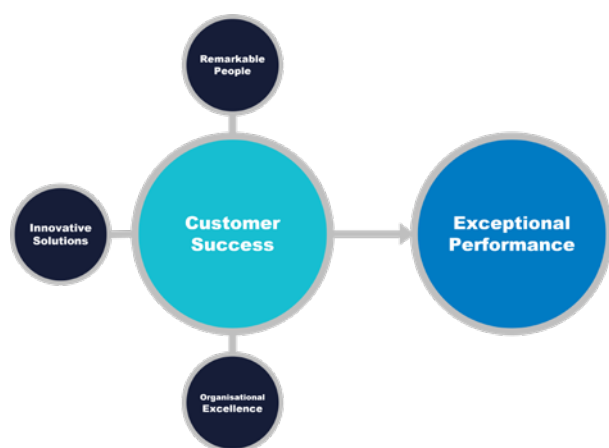 Remarkable
People
Innovative
Solutions
Customer
Success
Exceptional
Performance
Organisational
Excellence